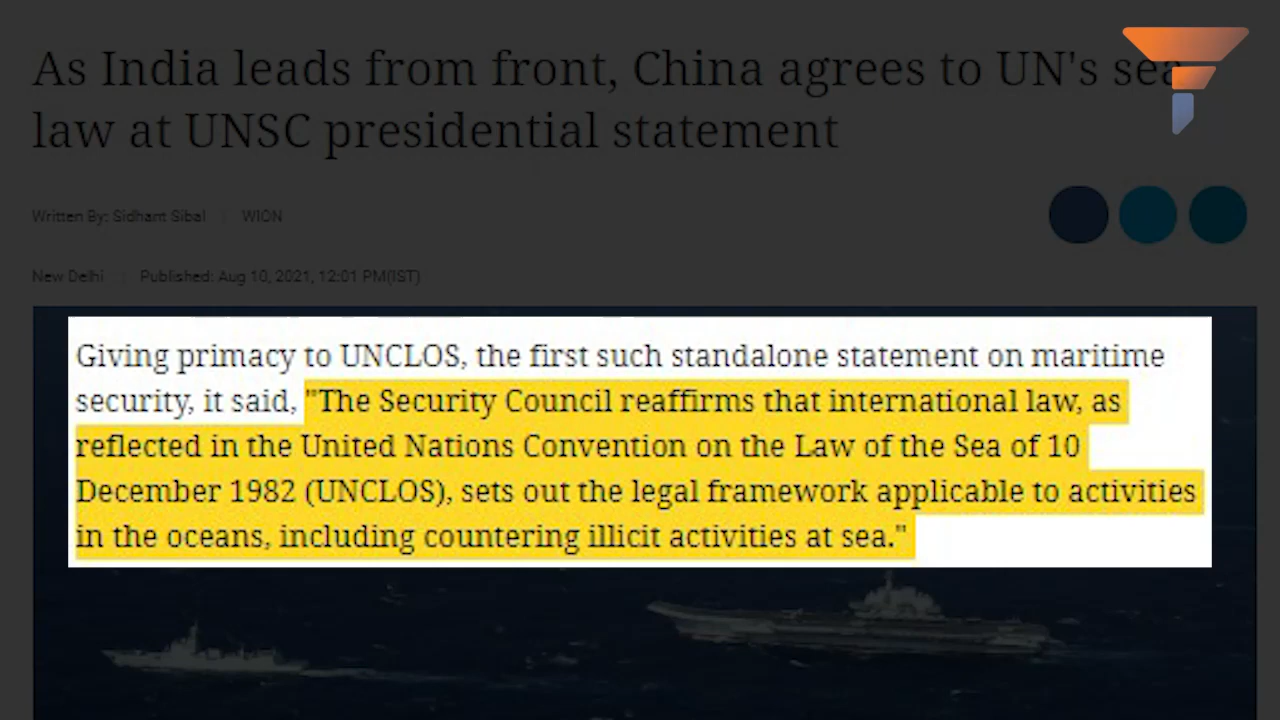 As India leads from front, China agrees to UN's sea
law at UNSC presidential statement
Written By: Sidhant Sibal | WION
New Delhi | Published: Aug 10, 2021, 12:01 PM(IST)
Giving primacy to UNCLOS, the first such standalone statement on maritime
security, it said, "The Security Council reaffirms that international law, as
reflected in the United Nations Convention on the Law of the Sea of 10
December 1982 (UNCLOS), sets out the legal framework applicable to activities
in the oceans, including countering illicit activities at sea."